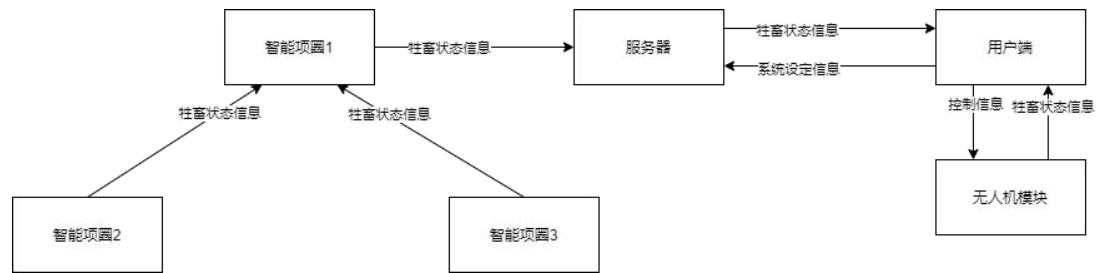 智能项圈1
牲畜状态信息
服务器
牲畜状态信息
系统设定信息
用户端
牲畜状态信息
牲畜状态信息
控制信息
牲畜状态信息
智能项圈2
智能项圈3
无人机模块